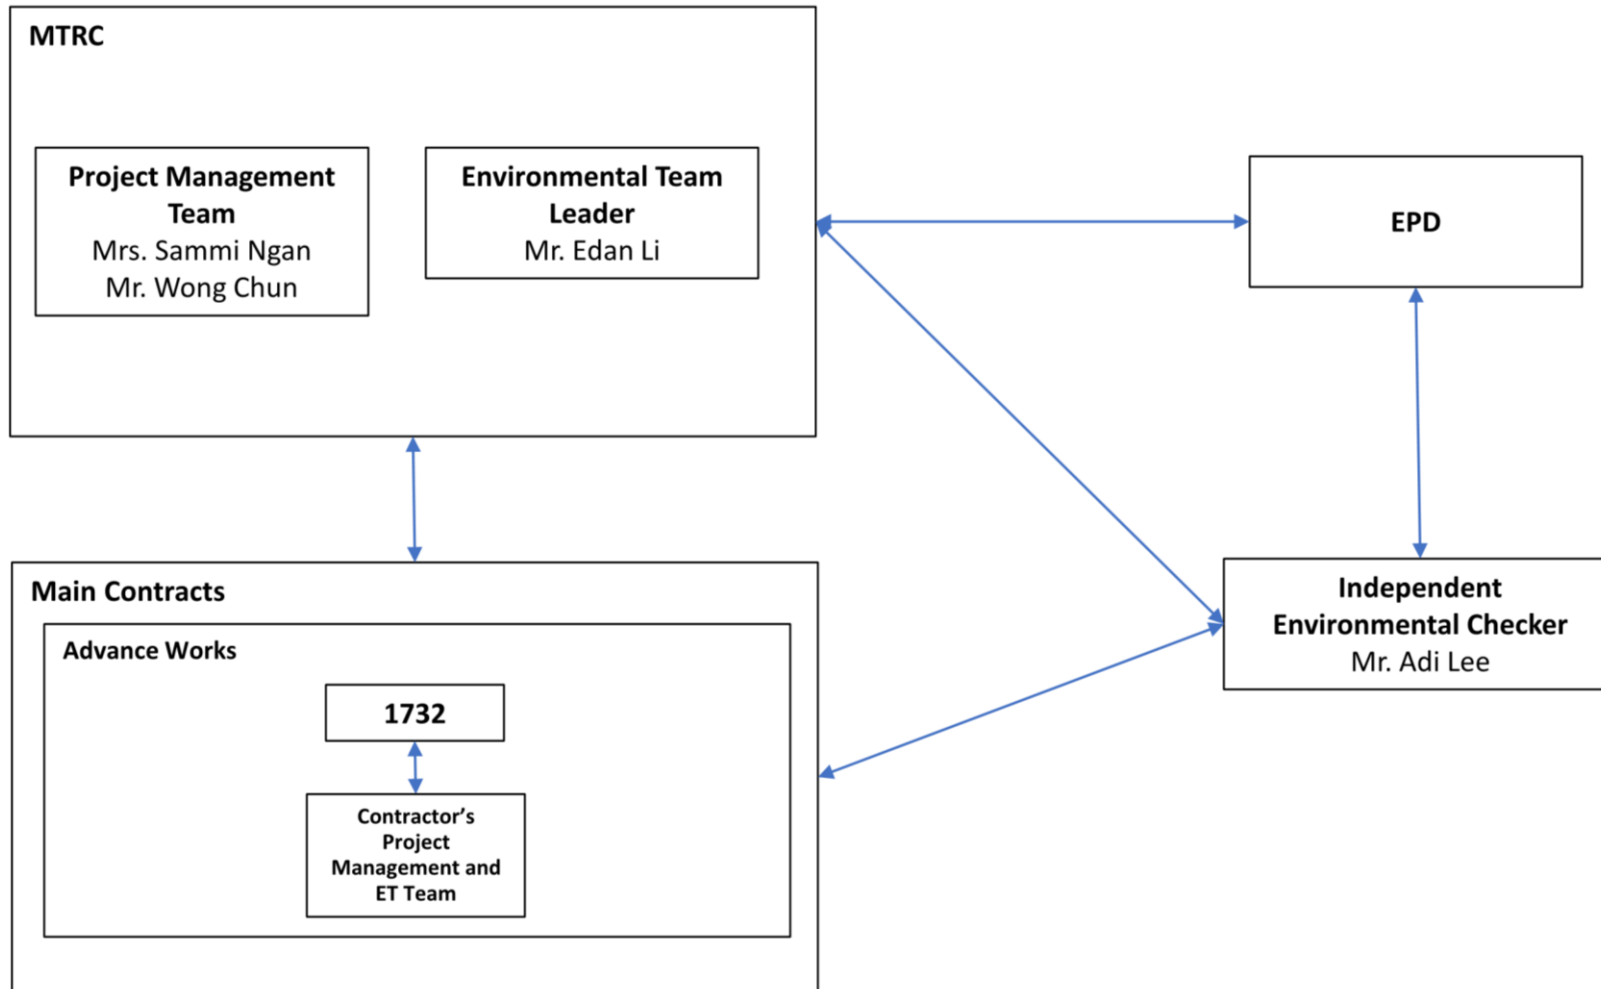 MTRC
Project Management
Team
Mrs. Sammi Ngan
Mr. Wong Chun
Environmental Team
Leader
Mr. Edan Li
EPD
Independent
Environmental Checker
Mr. Adi Lee
Main Contracts
Advance Works
1732
Contractor’s
Project
Management and
ET Team